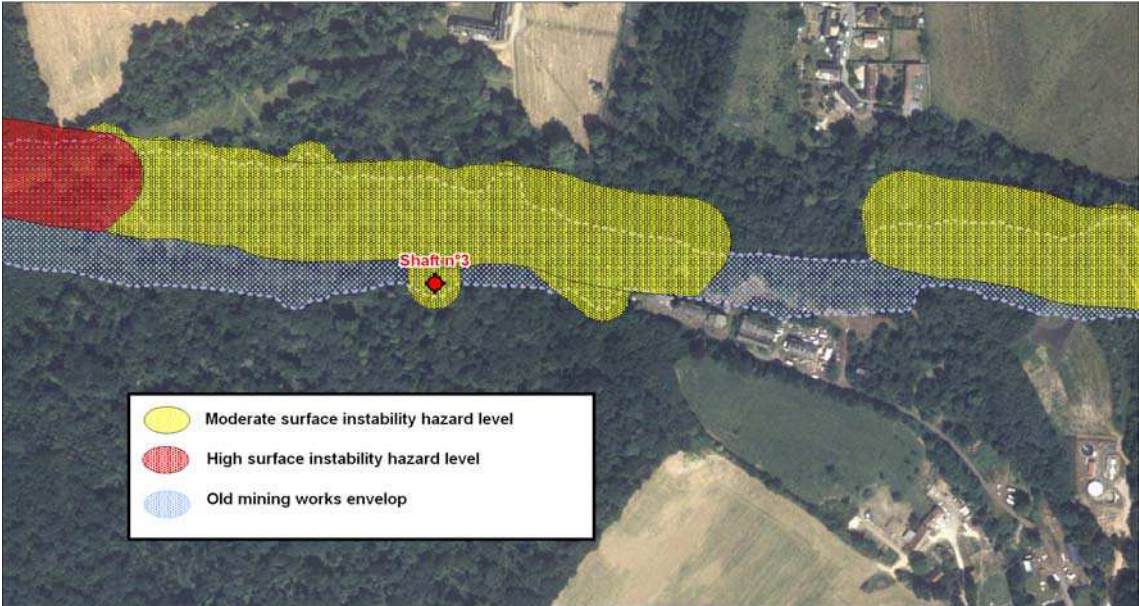 Shaft n°3
Moderate surface instability hazard level
High surface instability hazard level
Old mining works envelop